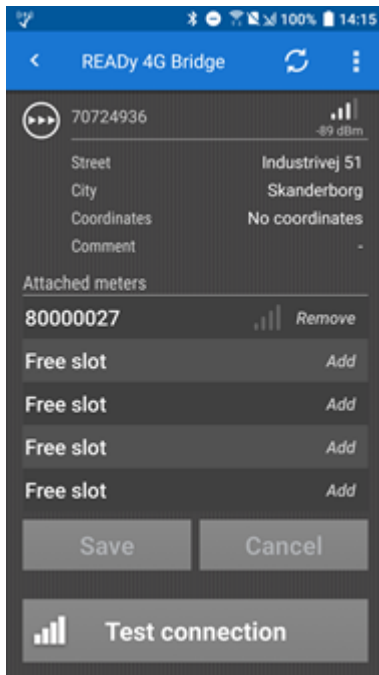 100% 14:15
READy 4G Bridge
70724936
-89 dBm
Street Industrivej 51
City Skanderborg
Coordinates No coordinates
Comment -
Attached meters
80000027 Remove
Free slot Add
Free slot Add
Free slot Add
Free slot Add
Save Cancel
Test connection